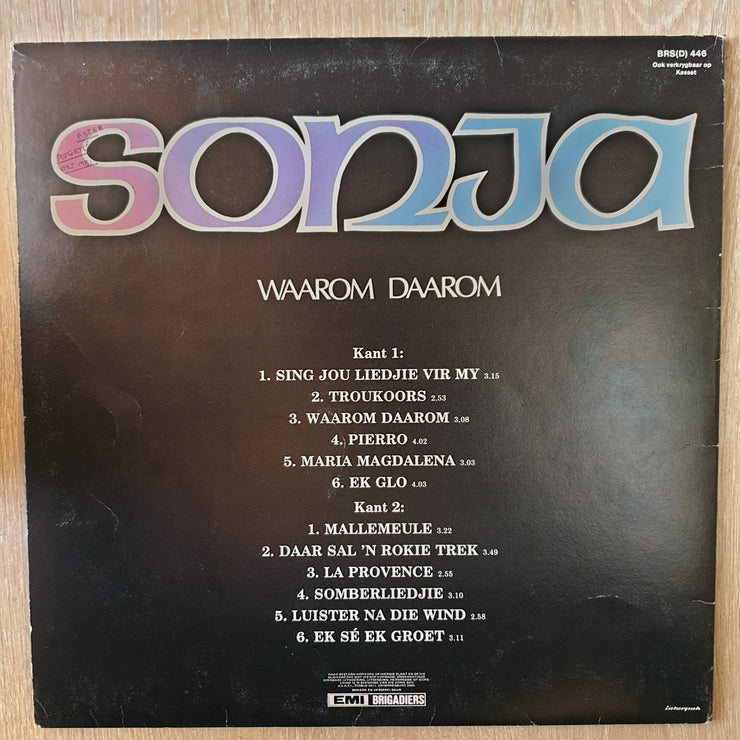 BRS(D) 446
Ook verkrygbaar op
Kasset
SONJA
ESTER
WAAROM DAAROM
Kant 1:
1. SING JOU LIEDJIE VIR MY 3.15
2. TROUKOORS 2.53
3. WAAROM DAAROM 3.08
4. PIERRO 4.02
5. MARIA MAGDALENA 3.03
6. EK GLO 4.03
Kant 2:
1. MALLEMEULE 3.22
2. DAAR SAL 'N ROKIE TREK 3.49
3. LA PROVENCE 2.55
4. SOMBERLIEDJIE 3.10
5. LUISTER NA DIE WIND 2.58
6. EK SÉ EK GROET 3.11
EMI BRIGADIERS
interpak